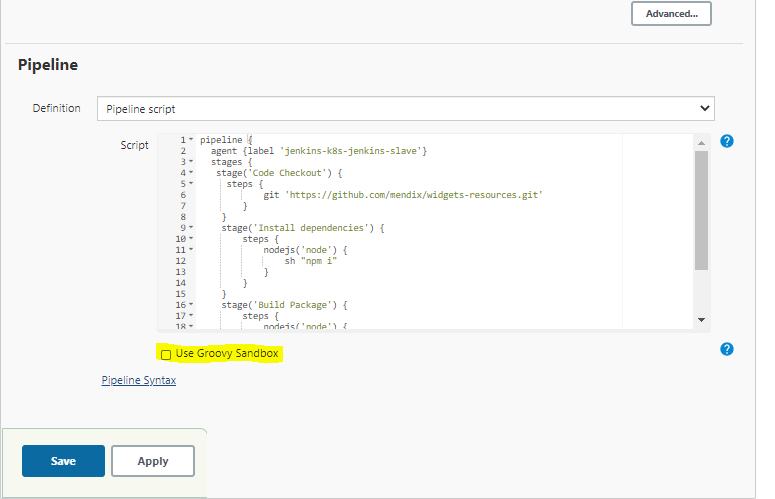 Advanced...
Pipeline
Definition
Pipeline script
Script
1 pipeline {
2 agent {label 'jenkins-k8s-jenkins-slave'}
3 stages {
4 stage('Code Checkout') {
5 steps {
6 git 'https://github.com/mendix/widgets-resources.git'
7 }
8 }
9 stage('Install dependencies') {
10 steps {
11 nodejs('node') {
12 sh "npm i"
13 }
14 }
15 }
16 stage('Build Package') {
17 steps {
18 nodejs('node') {
?
Use Groovy Sandbox
?
Pipeline Syntax
Save
Apply